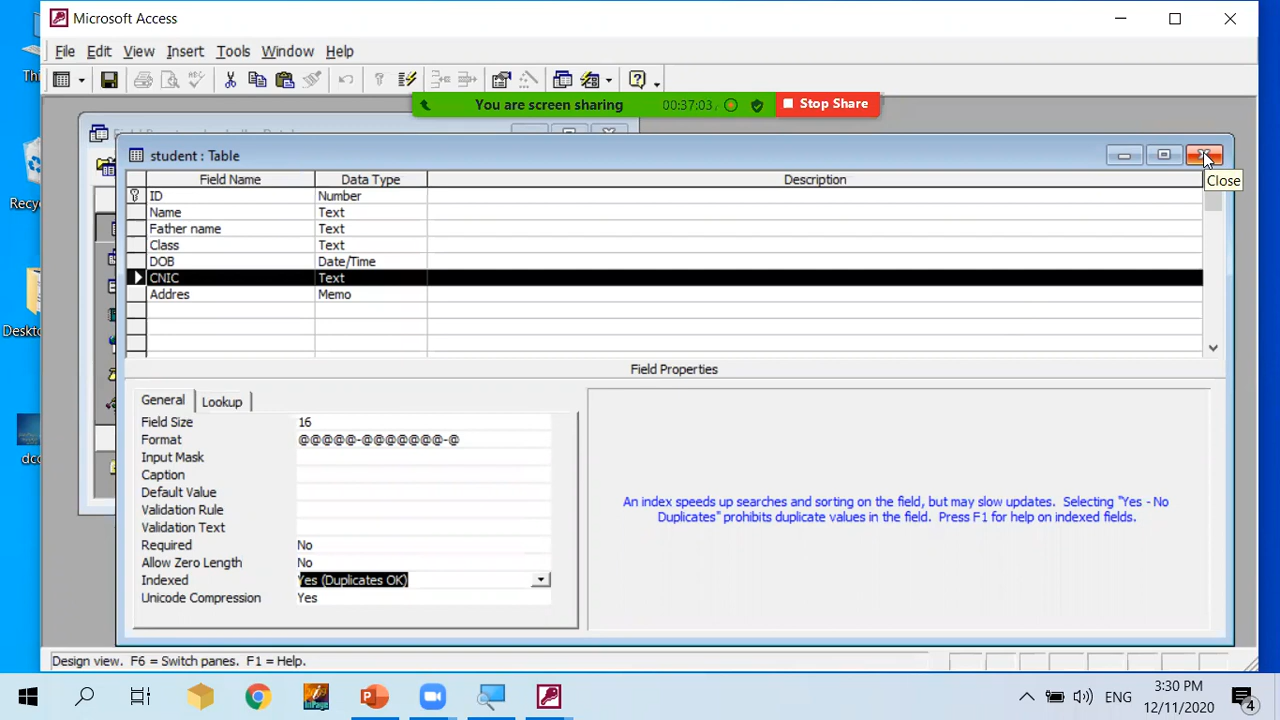 Microsoft Access
File Edit View Insert Tools Window Help
You are screen sharing 00:37:03 Stop Share
student : Table
Close
Field Name Data Type Description
ID Number
Name Text
Father name Text
Class Text
DOB Date/Time
CNIC Text
Addres Memo
Field Properties
General Lookup
Field Size 16
Format @@@@@-@@@@@@@-@
Input Mask
Caption
Default Value
Validation Rule
Validation Text
Required No
Allow Zero Length No
Indexed Yes (Duplicates OK)
Unicode Compression Yes
An index speeds up searches and sorting on the field, but may slow updates. Selecting "Yes - No
Duplicates" prohibits duplicate values in the field. Press F1 for help on indexed fields.
Design view. F6 = Switch panes. F1 = Help.
Thi
Recyc
Deskto
dcc
ENG
3:30 PM
12/11/2020
4